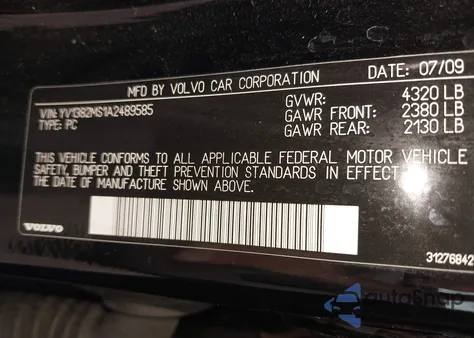 MFD. BY VOLVO CAR CORPORATION DATE: 07/09
VIN: YV1382MS1A2489585
TYPE: PC
GVWR: 4320 LB
GAWR FRONT: 2380 LB
GAWR REAR: 2130 LB
THIS VEHICLE CONFORMS TO ALL APPLICABLE FEDERAL MOTOR VEHICLE
SAFETY, BUMPER AND THEFT PREVENTION STANDARDS IN EFFECT
THE DATE OF MANUFACTURE SHOWN ABOVE.
VOLVO
31276842
autosnap